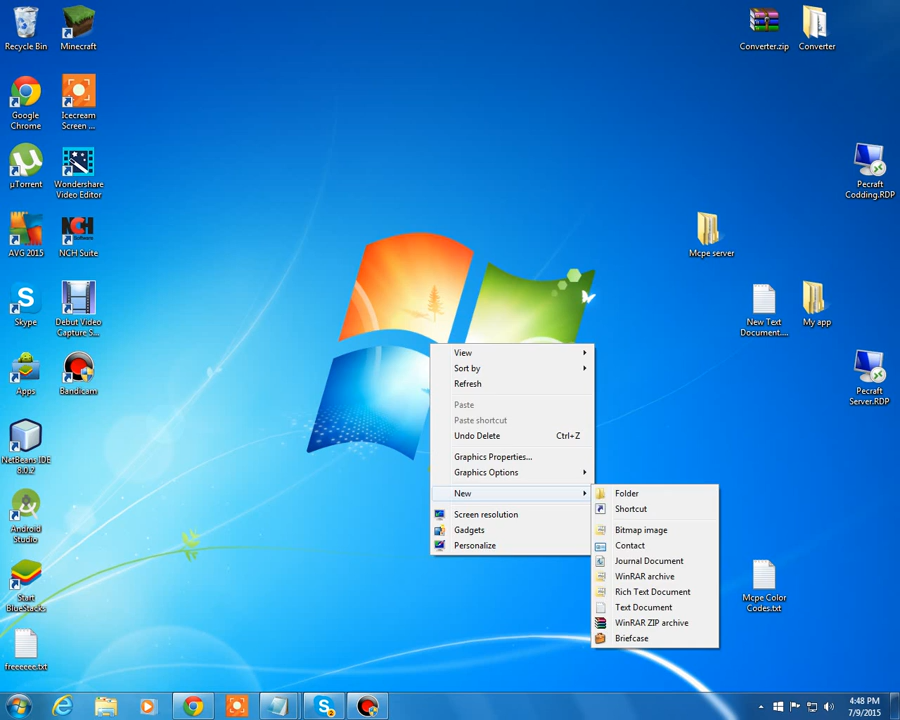 Recycle Bin
Minecraft
Converter.zip
Converter
Google
Chrome
Icecream
Screen ...
µTorrent
Wondershare
Video Editor
Pecraft
Codding.RDP
AVG 2015
NCH Software
NCH Suite
Mcpe server
Skype
Debut Video
Capture S...
New Text
Document....
My app
Apps
Bandicam
Pecraft
Server.RDP
View
Sort by
Refresh
Paste
Paste shortcut
Undo Delete Ctrl+Z
Graphics Properties...
Graphics Options
New
Screen resolution
Gadgets
Personalize
Folder
Shortcut
Bitmap image
Contact
Journal Document
WinRAR archive
Rich Text Document
Text Document
WinRAR ZIP archive
Briefcase
NetBeans IDE
8.0.2
Android
Studio
Start
BlueStacks
Mcpe Color
Codes.txt
freeeeee.txt
4:48 PM
7/9/2015